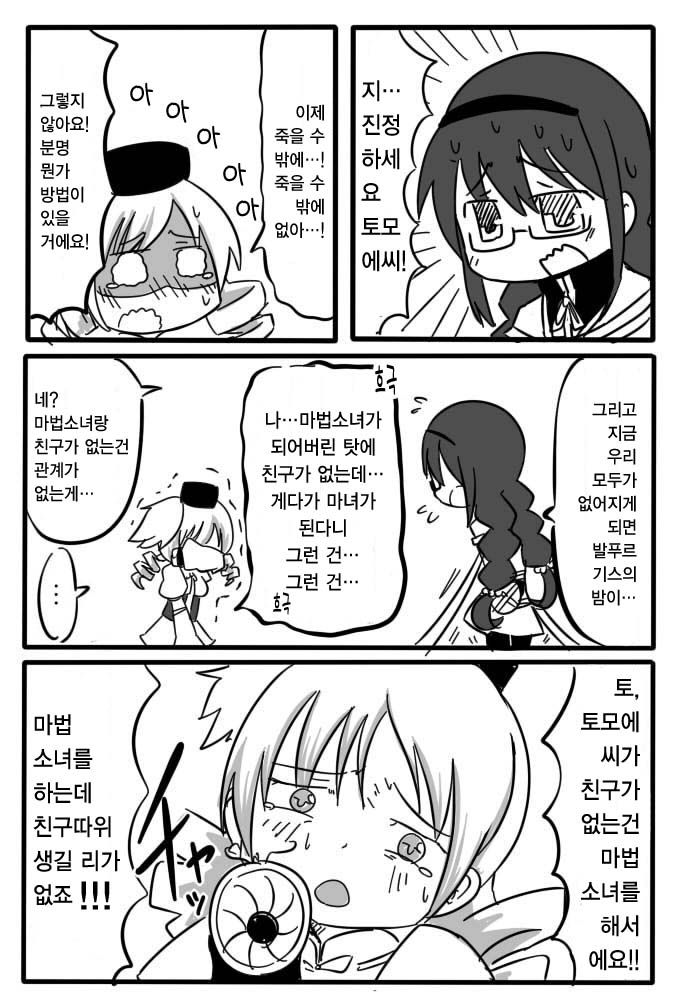 지…
진정
하세
요
토모
에씨!
이제
죽을 수
밖에…!
죽을 수
밖에
없아…!
아
아
아
아
아
그렇지
않아요!
분명
뭔가
방법이
있을
거에요!
그리고
지금
우리
모두가
없어지게
되면
발푸르
기스의
밤이…
흐극
나…마법소녀가
되어버린 탓에
친구가 없는데…
게다가 마녀가
된다니
그런 건…
그런 건…
흐극
네?
마법소녀랑
친구가 없는건
관계가
없는게…
…
토,
토모에
씨가
친구가
없는건
마법
소녀를
해서
에요!!
チャッ
마법
소녀를
하는데
친구따위
생길 리가
없죠 !!!